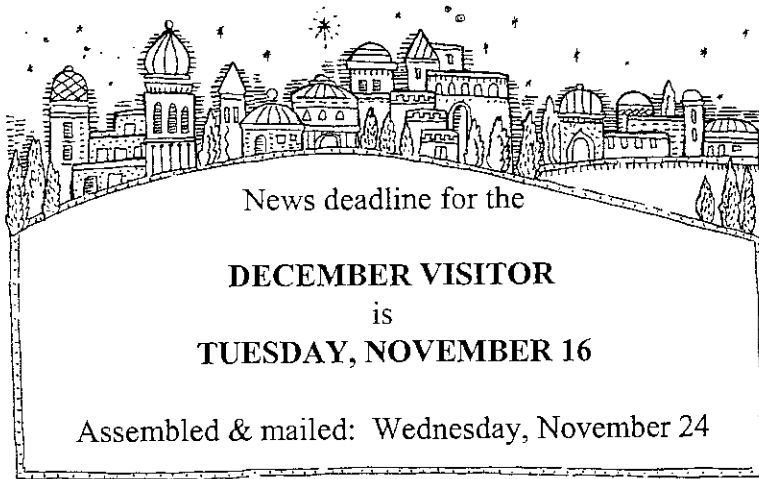 News deadline for the
DECEMBER VISITOR
is
TUESDAY, NOVEMBER 16
Assembled & mailed: Wednesday, November 24